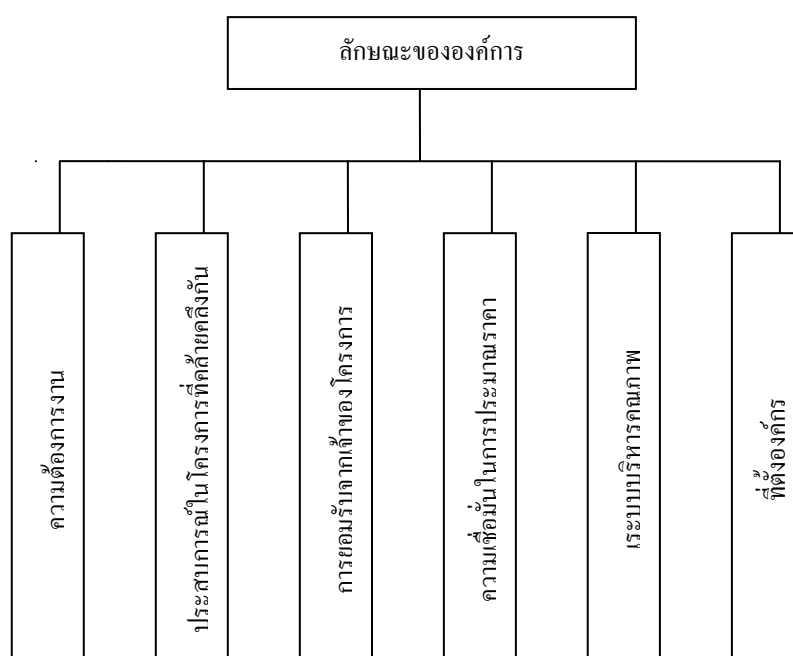 ลักษณะขององค์การ
ความต้องการงาน
ประสบการณ์ในโครงการที่คล้ายคลึงกัน
การยอมรับจากเจ้าของโครงการ
ความเชื่อมั่นในการประมาณราคา
เระบบบริหารคณภาพ
ที่ตั้งองค์กร